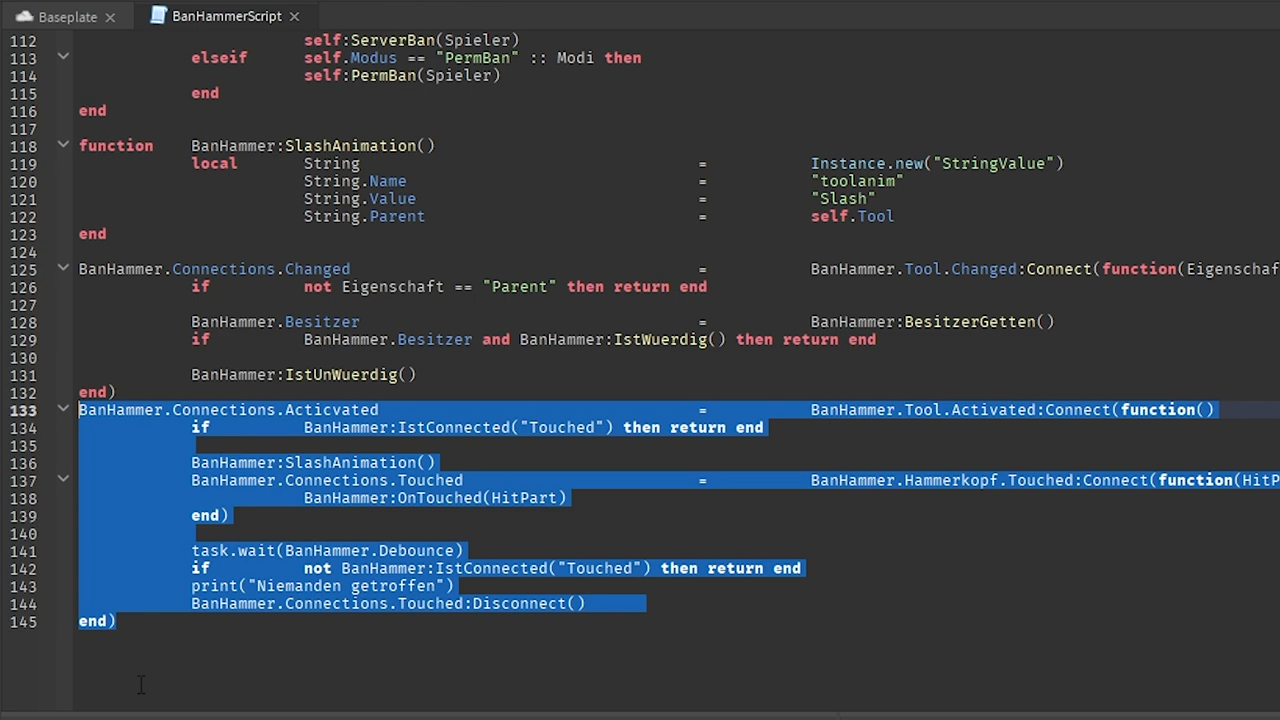 Baseplate
BanHammerScript
112 self:ServerBan(Spieler)
113 elseif self.Modus == "PermBan" :: Modi then
114 self:PermBan(Spieler)
115 end
116 end
117
118 function BanHammer:SlashAnimation()
119 local String = Instance.new("StringValue")
120 String.Name = "toolanim"
121 String.Value = "Slash"
122 String.Parent = self.Tool
123 end
124
125 BanHammer.Connections.Changed = BanHammer.Tool.Changed:Connect(function(Eigenschaf
126 if not Eigenschaft == "Parent" then return end
127
128 BanHammer.Besitzer = BanHammer:BesitzerGetten()
129 if BanHammer.Besitzer and BanHammer:IstWuerdig() then return end
130
131 BanHammer:IstUnWuerdig()
132 end)
133 BanHammer.Connections.Acticvated = BanHammer.Tool.Activated:Connect(function()
134 if BanHammer:IstConnected("Touched") then return end
135
136 BanHammer:SlashAnimation()
137 BanHammer.Connections.Touched = BanHammer.Hammerkopf.Touched:Connect(function(HitP
138 BanHammer:OnTouched(HitPart)
139 end)
140
141 task.wait(BanHammer.Debounce)
142 if not BanHammer:IstConnected("Touched") then return end
143 print("Niemanden getroffen")
144 BanHammer.Connections.Touched:Disconnect()
145 end)